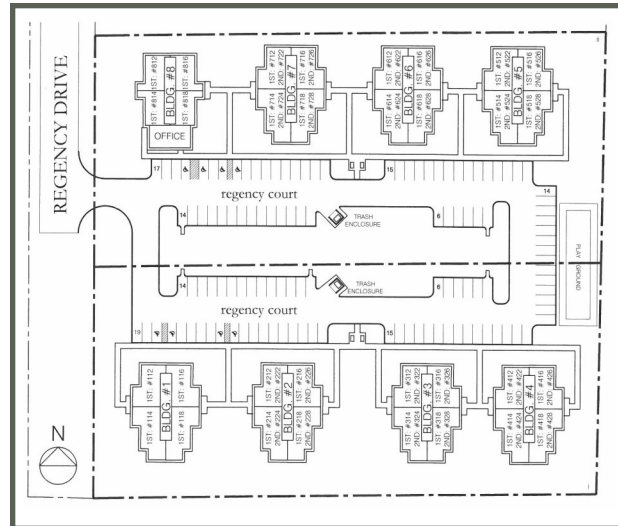 REGENCY DRIVE
1ST: #812
1ST: #814
BLDG. #8
1ST: #816
1ST: #818
OFFICE
1ST: #712
2ND: #722
1ST: #714
2ND: #724
BLDG. #7
1ST: #716
2ND: #726
1ST: #718
2ND: #728
1ST: #612
2ND: #622
1ST: #614
2ND: #624
BLDG. #6
1ST: #616
2ND: #626
1ST: #618
2ND: #628
1ST: #512
2ND: #522
1ST: #514
2ND: #524
BLDG. #5
1ST: #516
2ND: #526
1ST: #518
2ND: #528
17
15
regency court
14
14
TRASH
ENCLOSURE
6
PLAY GROUND
14
TRASH
ENCLOSURE
6
regency court
19
15
1ST: #112
1ST: #114
BLDG. #1
1ST: #116
1ST: #118
1ST: #212
2ND: #222
1ST: #214
2ND: #224
BLDG. #2
1ST: #216
2ND: #226
1ST: #218
2ND: #228
1ST: #312
2ND: #322
1ST: #314
2ND: #324
BLDG. #3
1ST: #316
2ND: #326
1ST: #318
2ND: #328
1ST: #412
2ND: #422
1ST: #414
2ND: #424
BLDG. #4
1ST: #416
2ND: #426
1ST: #418
2ND: #428
N